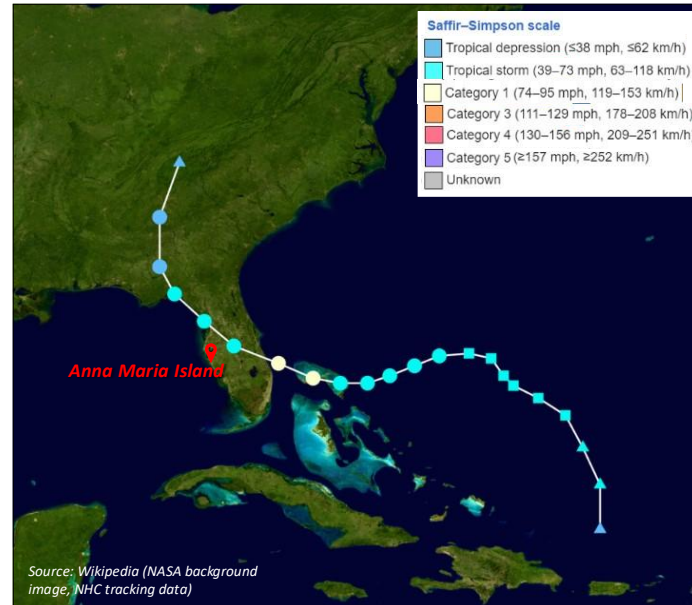 Saffir–Simpson scale
Tropical depression (≤38 mph, ≤62 km/h)
Tropical storm (39–73 mph, 63–118 km/h)
Category 1 (74–95 mph, 119–153 km/h)
Category 3 (111–129 mph, 178–208 km/h)
Category 4 (130–156 mph, 209–251 km/h)
Category 5 (≥157 mph, ≥252 km/h)
Unknown
Anna Maria Island
Source: Wikipedia (NASA background
image, NHC tracking data)